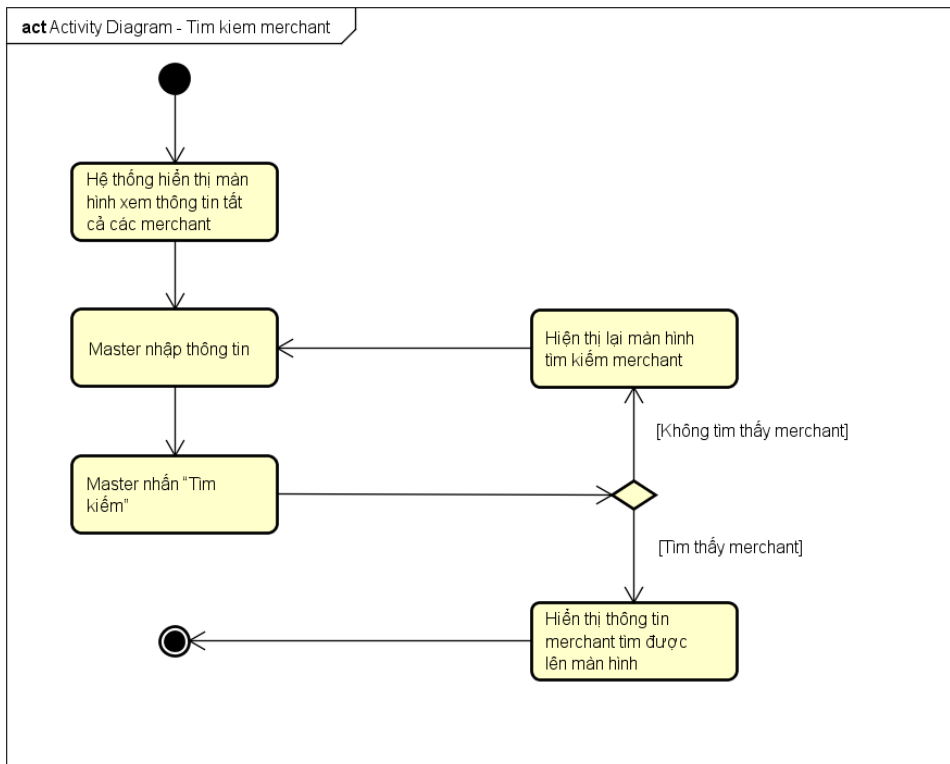 act Activity Diagram - Tim kiem merchant
Hệ thống hiển thị màn
hình xem thông tin tất
cả các merchant
Master nhập thông tin
Hiện thị lại màn hình
tìm kiếm merchant
[Không tìm thấy merchant]
Master nhấn “Tìm
kiếm”
[Tìm thấy merchant]
Hiển thị thông tin
merchant tìm được
lên màn hình